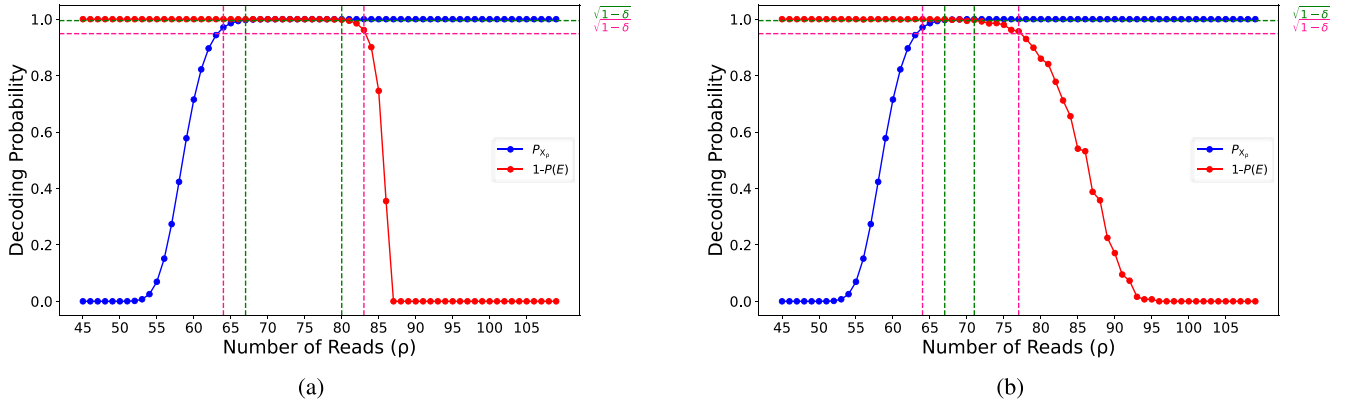 1.0
0.8
0.6
0.4
0.2
0.0
Decoding Probability
45 50 55 60 65 70 75 80 85 90 95 100 105
Number of Reads (ρ)
P_{X_ρ}
1-P(E)
√1−δ
√1−δ
(a)
1.0
0.8
0.6
0.4
0.2
0.0
Decoding Probability
45 50 55 60 65 70 75 80 85 90 95 100 105
Number of Reads (ρ)
P_{X_ρ}
1-P(E)
√1−δ
√1−δ
(b)